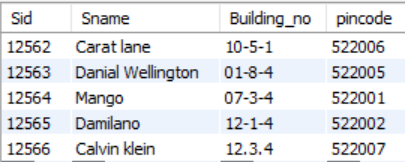 Sid Sname Building_no pincode
12562 Carat lane 10-5-1 522006
12563 Danial Wellington 01-8-4 522005
12564 Mango 07-3-4 522001
12565 Damilano 12-1-4 522002
12566 Calvin klein 12.3.4 522007